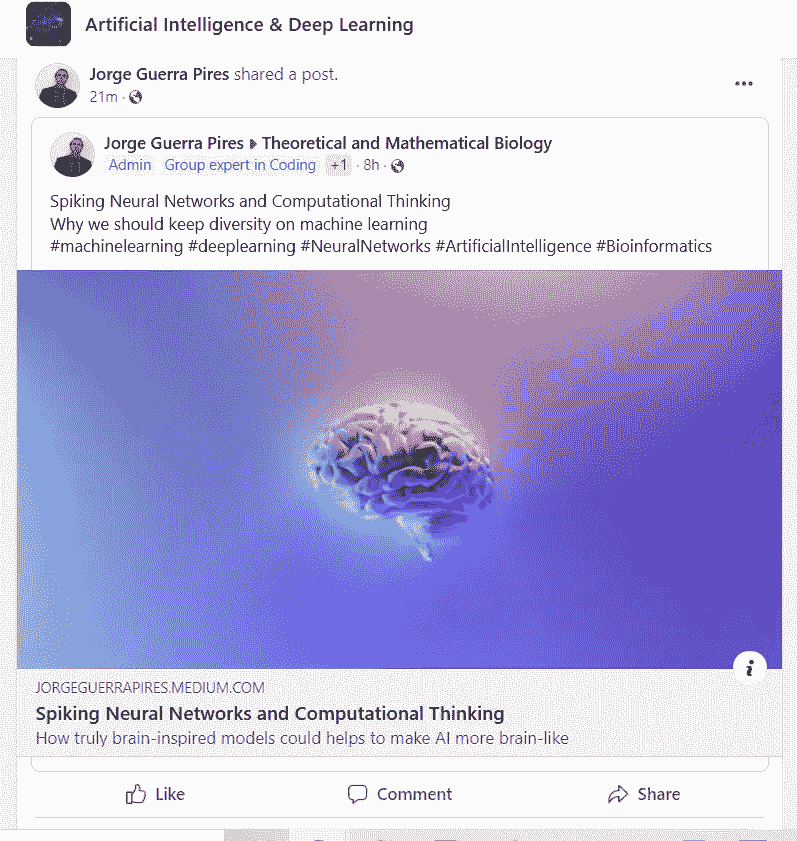 Artificial Intelligence & Deep Learning
Jorge Guerra Pires shared a post.
21m ·
Jorge Guerra Pires ▸ Theoretical and Mathematical Biology
Admin Group expert in Coding +1 · 8h ·
Spiking Neural Networks and Computational Thinking
Why we should keep diversity on machine learning
#machinelearning #deeplearning #NeuralNetworks #ArtificialIntelligence #Bioinformatics
JORGEGUERRAPIRES.MEDIUM.COM
Spiking Neural Networks and Computational Thinking
How truly brain-inspired models could helps to make AI more brain-like
Like Comment Share